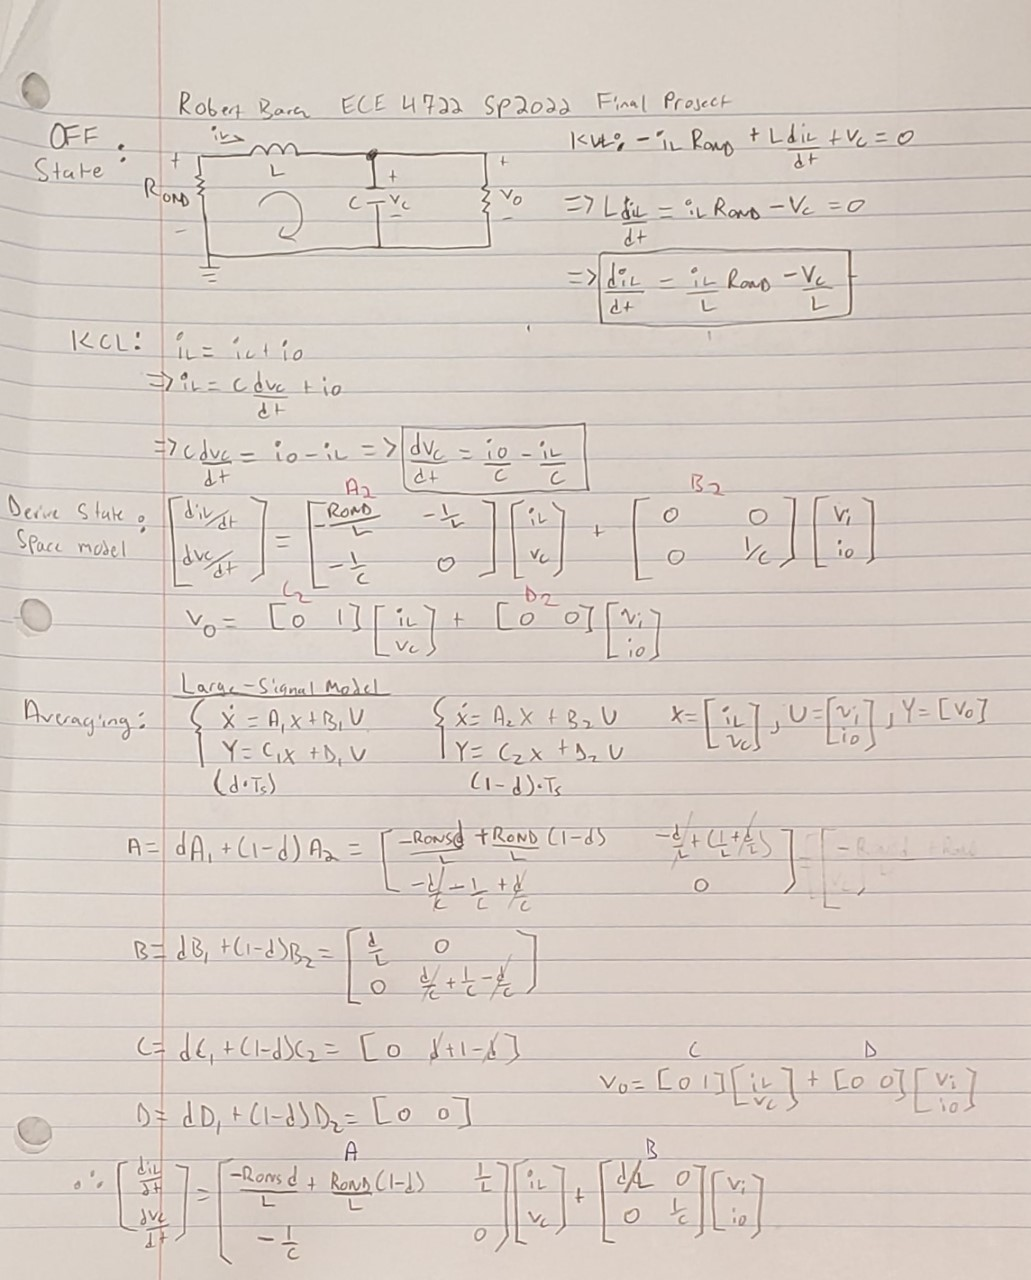 Robert Bara ECE 4722 SP2022 Final Project
OFF State:
iL
L
+ ROND -
C
+ vc -
+ vo -
KVL: -iL ROND + L diL/dt + vc = 0
=> L diL/dt = iL ROND - vc = 0
=> diL/dt = iL/L ROND - vc/L
KCL: iL = ic + io
=> iL = C dvc/dt + io
=> C dvc/dt = io - iL => dvc/dt = io/C - iL/C
A2 B2
Derive State Space model: [diL/dt; dvc/dt] = [-ROND/L -1/L; -1/C 0] [iL; vc] + [0 0; 0 1/C] [vi; io]
C2 D2
vo = [0 1] [iL; vc] + [0 0] [vi; io]
Large-Signal Model
Averaging: { ẋ = A1x + B1U { ẋ = A2x + B2U X = [iL; vc], U = [vi; io], Y = [vo]
Y = C1x + D1U Y = C2x + D2U
(d·Ts) (1-d)·Ts
A = dA1 + (1-d)A2 = [-RONSd/L + ROND/L (1-d) -d/L + (1/L + d/L); -d/C - 1/C + d/C 0] =
B = dB1 + (1-d)B2 = [d/L 0; 0 d/C + 1/C - d/C]
C = dC1 + (1-d)C2 = [0 d+1-d]
C D
vo = [0 1] [iL; vc] + [0 0] [vi; io]
D = dD1 + (1-d)D2 = [0 0]
A B
∴ [diL/dt; dvc/dt] = [-RONSd/L + ROND/L (1-d) 1/L; -1/C 0] [iL; vc] + [d/L 0; 0 1/C] [vi; io]